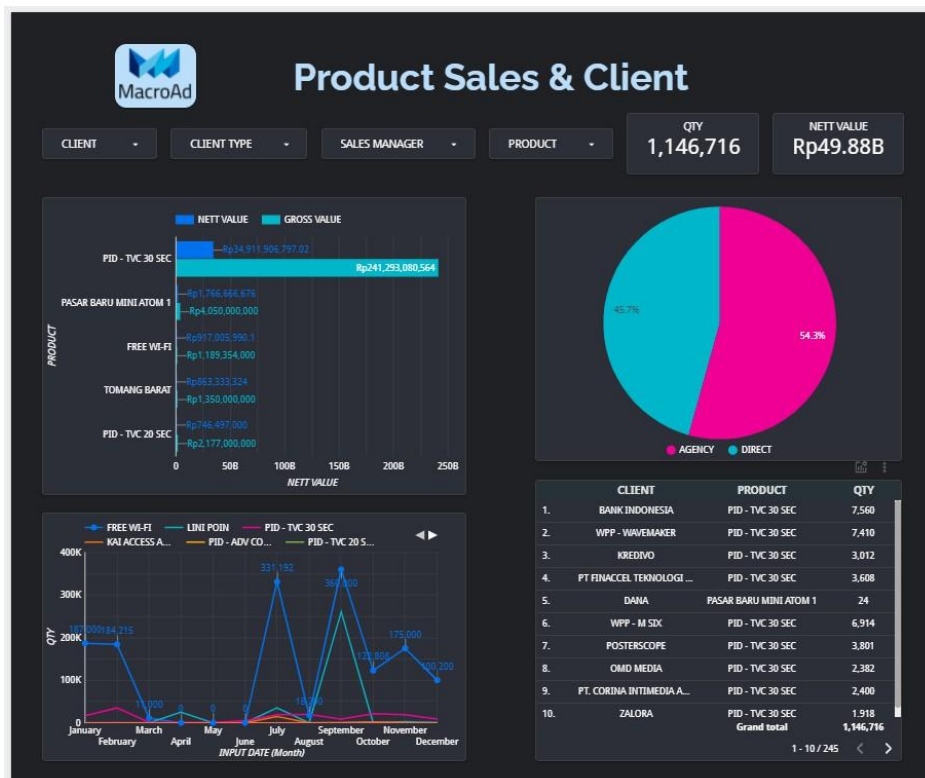 MacroAd
Product Sales & Client
CLIENT
CLIENT TYPE
SALES MANAGER
PRODUCT
QTY
1,146,716
NETT VALUE
Rp49.88B
NETT VALUE GROSS VALUE
PRODUCT
PID - TVC 30 SEC
Rp34,911,906,797.02
Rp241,293,080,564
PASAR BARU MINI ATOM 1
Rp1,766,666,676
Rp4,050,000,000
FREE WI-FI
Rp917,005,990.1
Rp1,189,354,000
TOMANG BARAT
Rp863,333,324
Rp1,350,000,000
PID - TVC 20 SEC
Rp746,497,000
Rp2,177,000,000
0 50B 100B 150B 200B 250B
NETT VALUE
45.7%
54.3%
AGENCY DIRECT
FREE WI-FI LINI POIN PID - TVC 30 SEC
KAI ACCESS A... PID - ADV CO... PID - TVC 20 S...
QTY
400K
300K
200K
100K
0
187,000
184,215
11,000
0
0
0
331,192
360,000
175,000
100,200
January March May July September November
February April June August October December
INPUT DATE (Month)
CLIENT PRODUCT QTY
1. BANK INDONESIA PID - TVC 30 SEC 7,560
2. WPP - WAVEMAKER PID - TVC 30 SEC 7,410
3. KREDIVO PID - TVC 30 SEC 3,012
4. PT FINACCEL TEKNOLOGI ... PID - TVC 30 SEC 3,608
5. DANA PASAR BARU MINI ATOM 1 24
6. WPP - M SIX PID - TVC 30 SEC 6,914
7. POSTERSCOPE PID - TVC 30 SEC 3,801
8. OMD MEDIA PID - TVC 30 SEC 2,382
9. PT. CORINA INTIMEDIA A... PID - TVC 30 SEC 2,400
10. ZALORA PID - TVC 30 SEC 1,918
Grand total 1,146,716
1 - 10 / 245